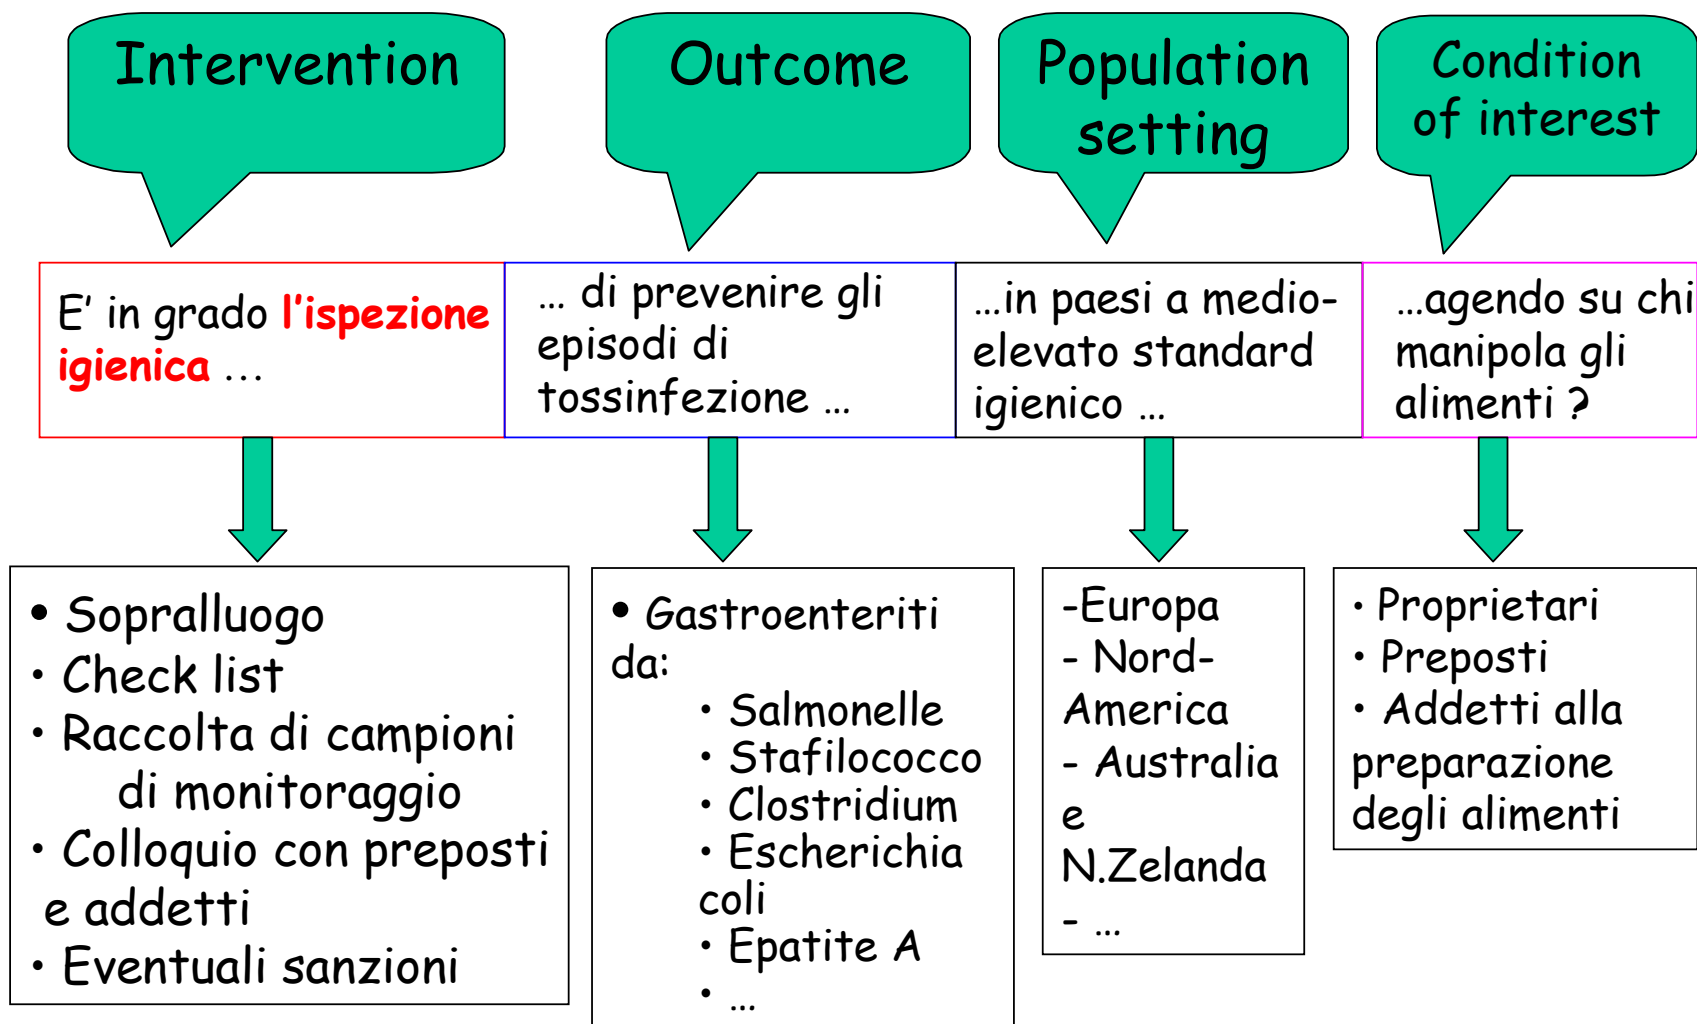 Intervention
Outcome
Population
setting
Condition
of interest
E' in grado l'ispezione
igienica ...
... di prevenire gli
episodi di
tossinfezione ...
...in paesi a medio-
elevato standard
igienico ...
...agendo su chi
manipola gli
alimenti ?
• Sopralluogo
• Check list
• Raccolta di campioni
di monitoraggio
• Colloquio con preposti
e addetti
• Eventuali sanzioni
• Gastroenteriti
da:
• Salmonelle
• Stafilococco
• Clostridium
• Escherichia
coli
• Epatite A
• ...
-Europa
- Nord-
America
- Australia
e
N.Zelanda
- ...
• Proprietari
• Preposti
• Addetti alla
preparazione
degli alimenti